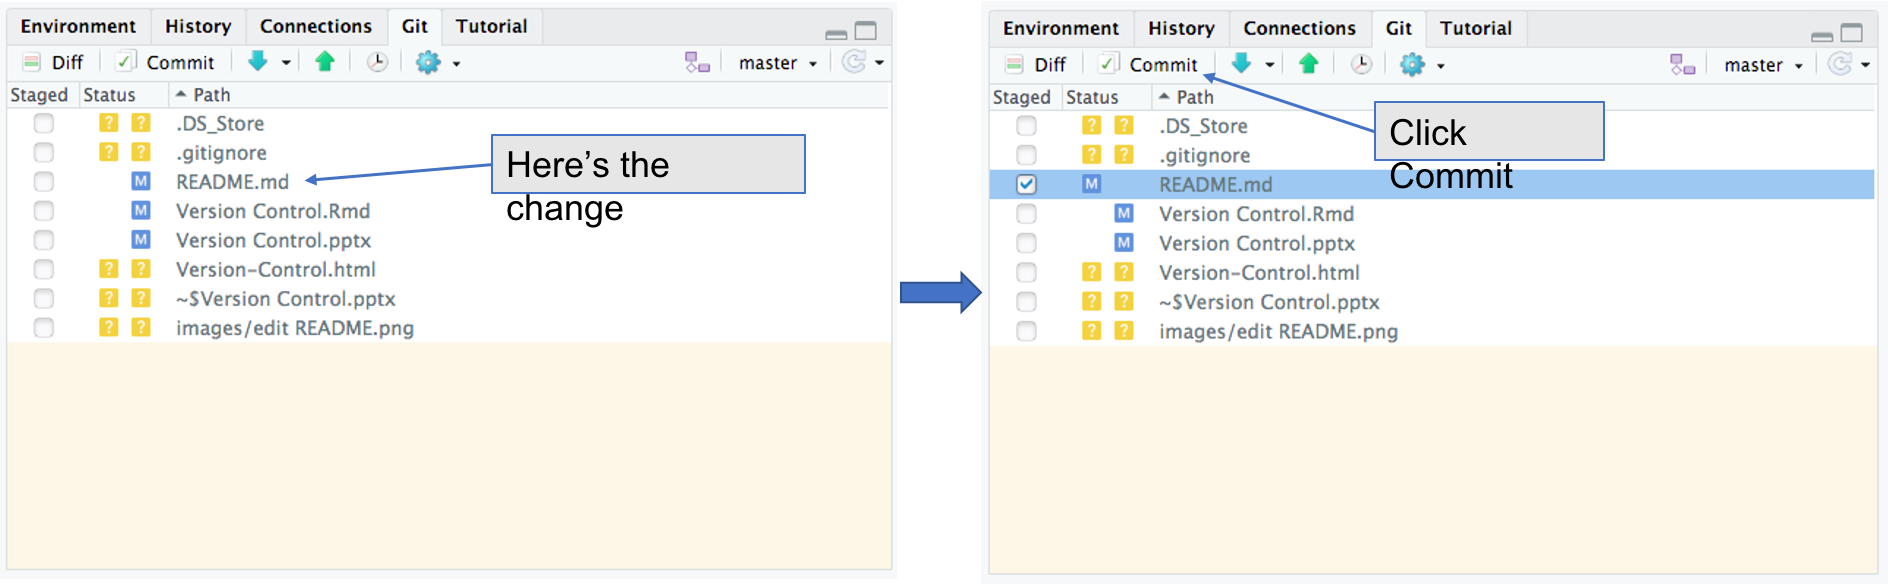 Environment History Connections Git Tutorial
Diff Commit master
Staged Status Path
? ? .DS_Store
? ? .gitignore
M README.md
M Version Control.Rmd
M Version Control.pptx
? ? Version-Control.html
? ? ~$Version Control.pptx
? ? images/edit README.png
Here’s the
change
Environment History Connections Git Tutorial
Diff Commit master
Staged Status Path
? ? .DS_Store
? ? .gitignore
M README.md
M Version Control.Rmd
M Version Control.pptx
? ? Version-Control.html
? ? ~$Version Control.pptx
? ? images/edit README.png
Click
Commit